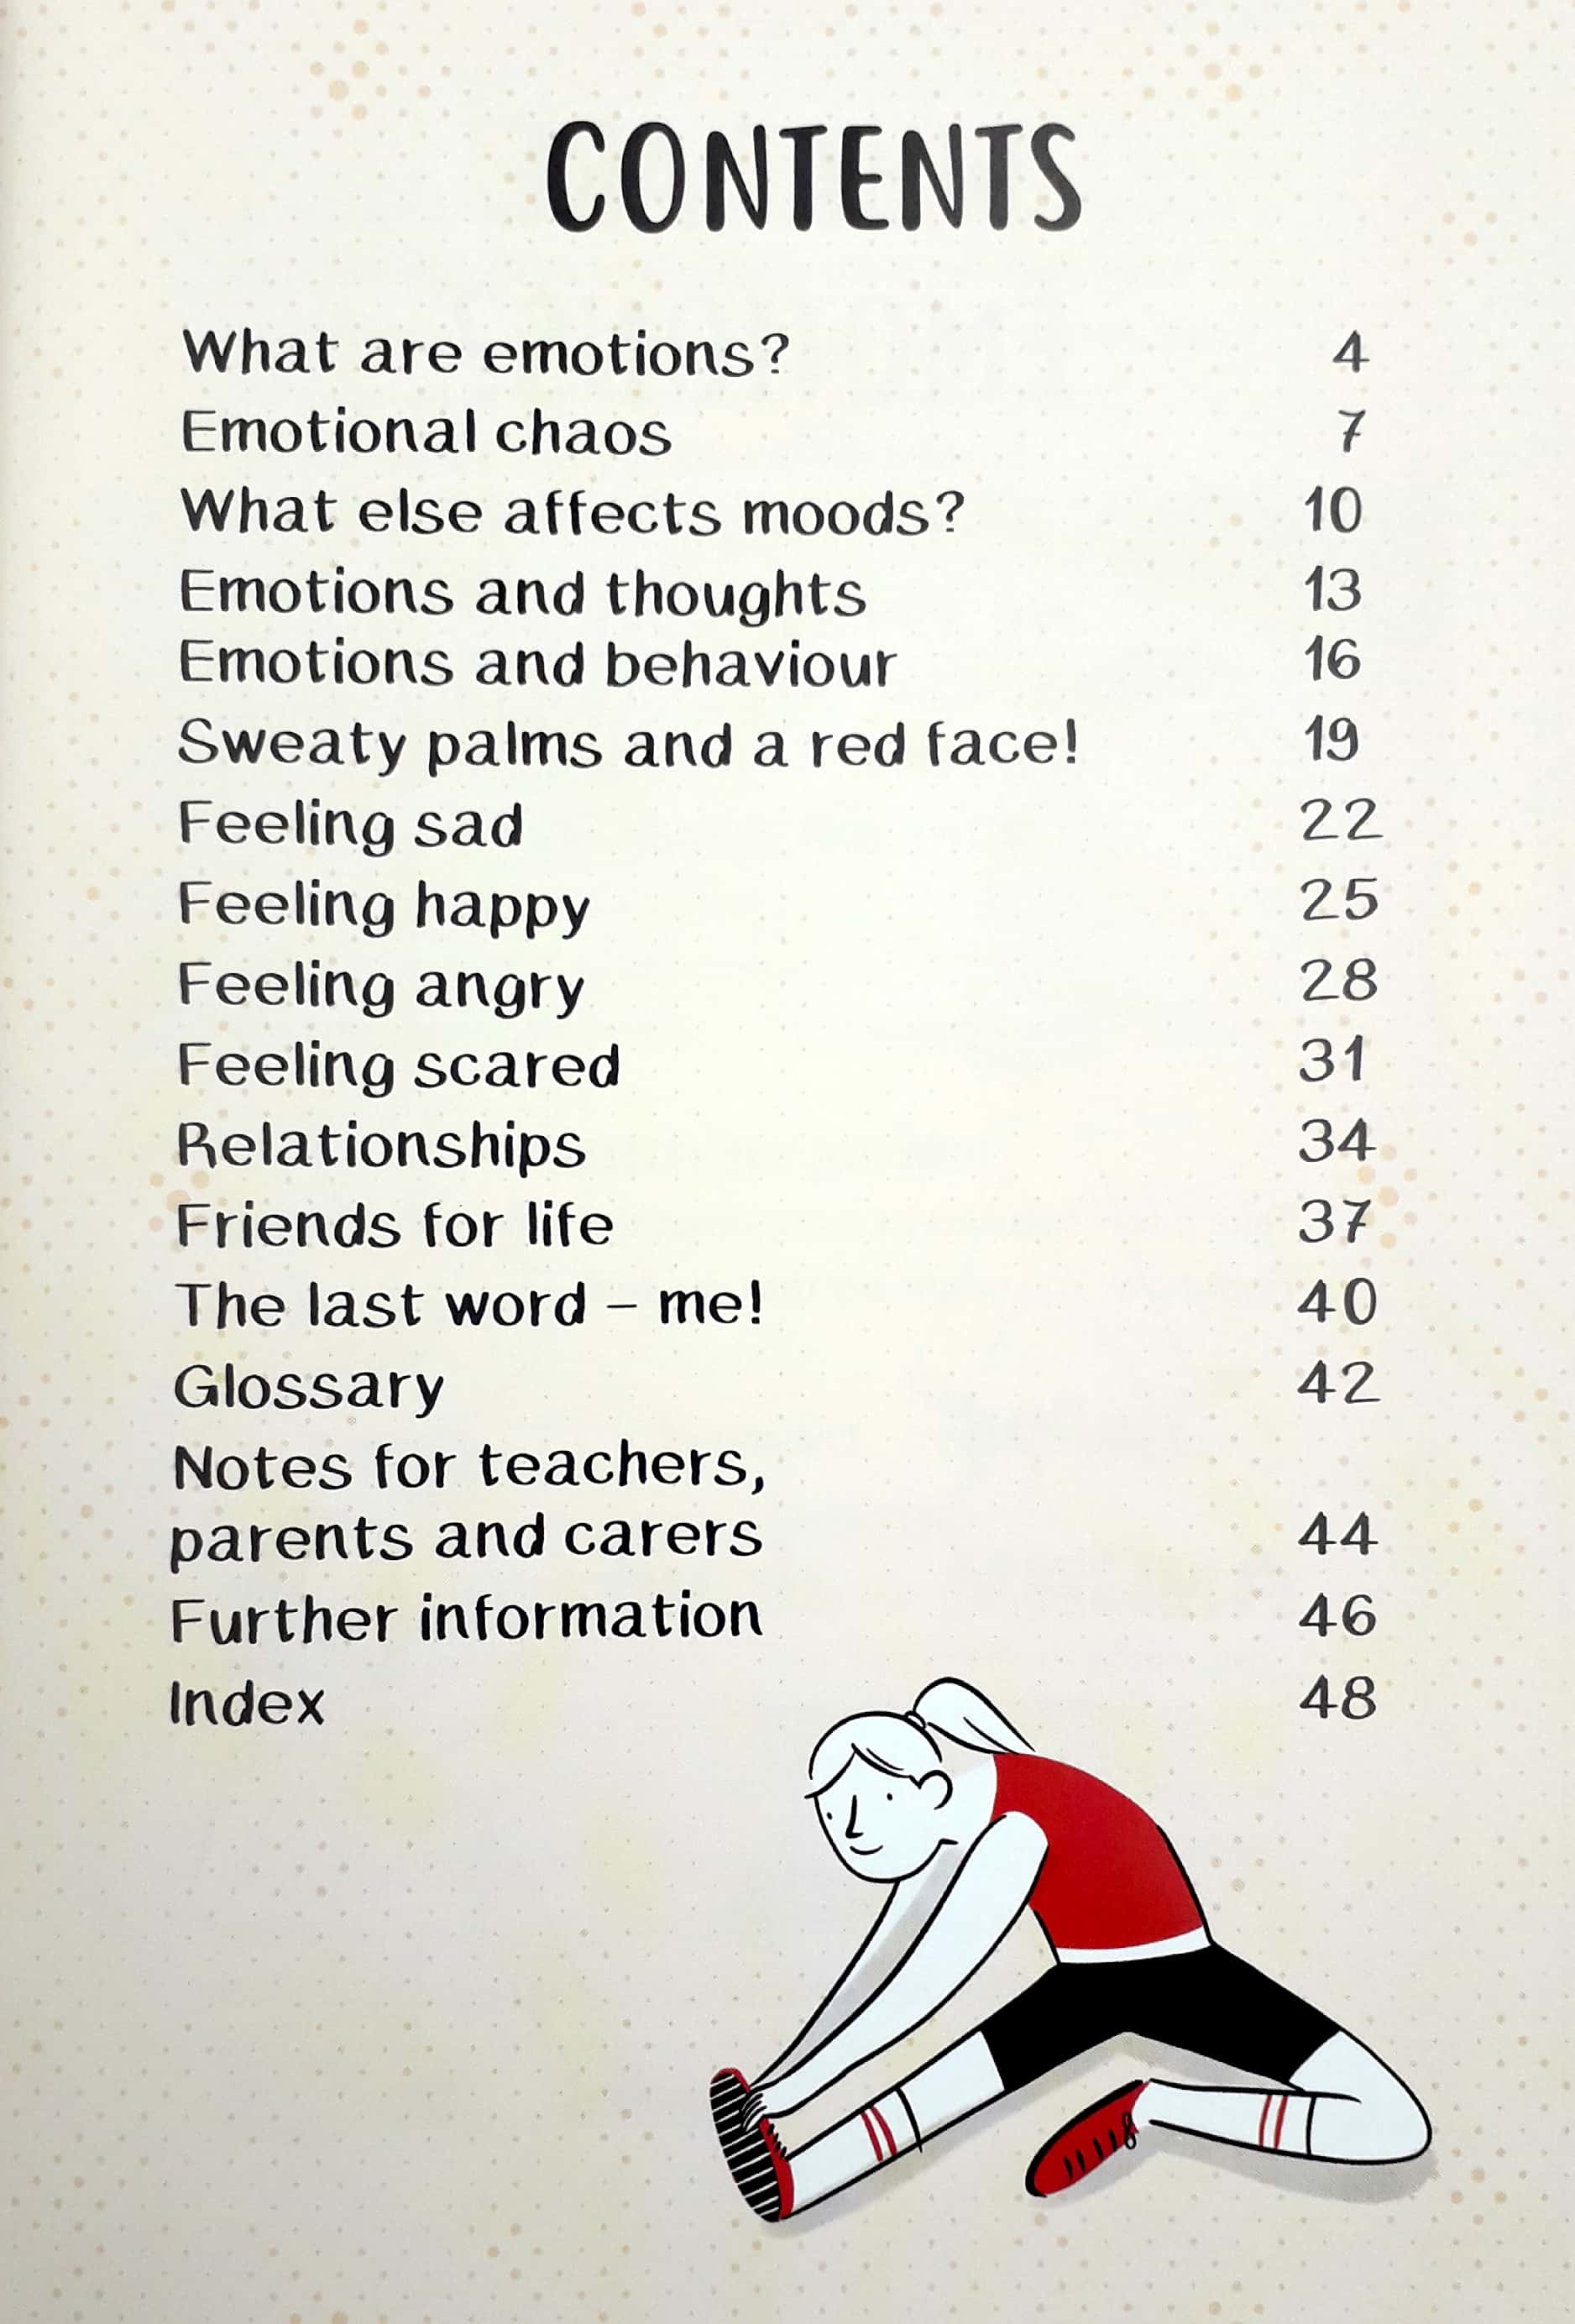 CONTENTS
What are emotions? 4
Emotional chaos 7
What else affects moods? 10
Emotions and thoughts 13
Emotions and behaviour 16
Sweaty palms and a red face! 19
Feeling sad 22
Feeling happy 25
Feeling angry 28
Feeling scared 31
Relationships 34
Friends for life 37
The last word – me! 40
Glossary 42
Notes for teachers,
parents and carers 44
Further information 46
Index 48